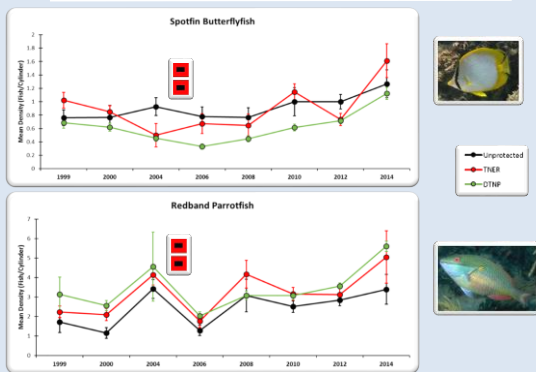 Spotfin Butterflyfish
Mean Density (Fish/Cylinder)
2
1.8
1.6
1.4
1.2
1
0.8
0.6
0.4
0.2
0
1999 2000 2004 2006 2008 2010 2012 2014
Unprotected
TNER
DTNP
Redband Parrotfish
Mean Density (Fish/Cylinder)
7
6
5
4
3
2
1
0
1999 2000 2004 2006 2008 2010 2012 2014